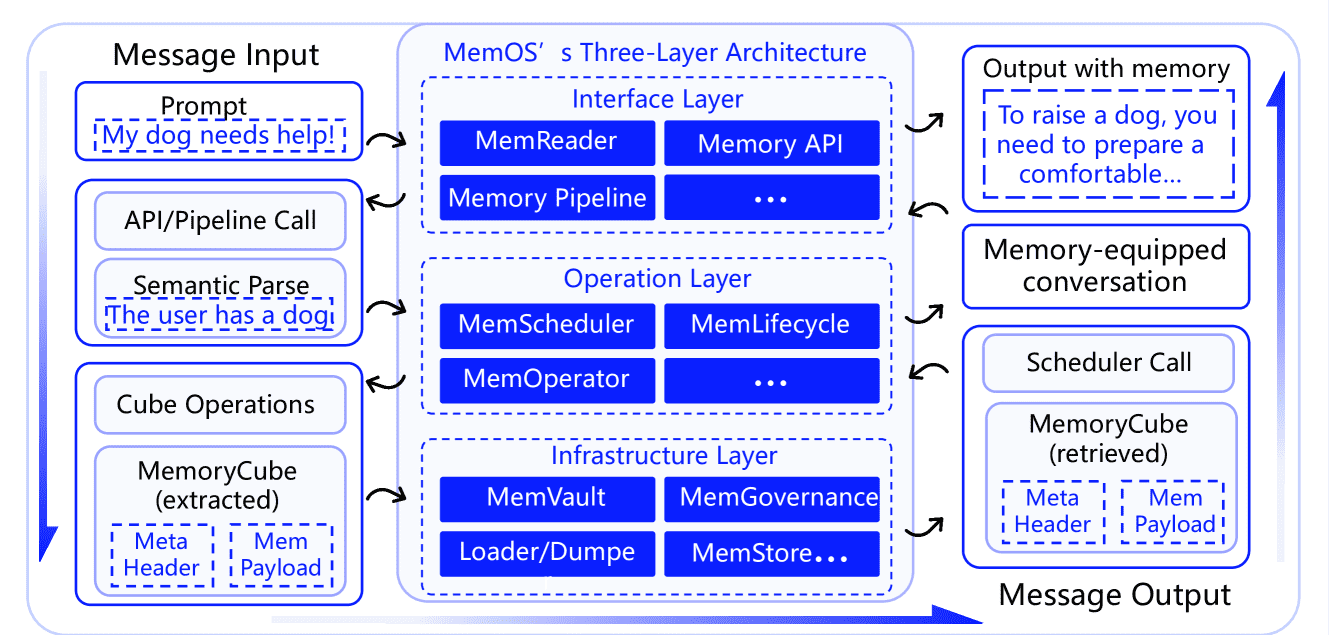 Message Input
Prompt
My dog needs help!
API/Pipeline Call
Semantic Parse
The user has a dog
Cube Operations
MemoryCube
(extracted)
Meta
Header
Mem
Payload
MemOS’s Three-Layer Architecture
Interface Layer
MemReader
Memory API
Memory Pipeline
...
Operation Layer
MemScheduler
MemLifecycle
MemOperator
...
Infrastructure Layer
MemVault
MemGovernance
Loader/Dumpe
MemStore...
Output with memory
To raise a dog, you
need to prepare a
comfortable...
Memory-equipped
conversation
Scheduler Call
MemoryCube
(retrieved)
Meta
Header
Mem
Payload
Message Output